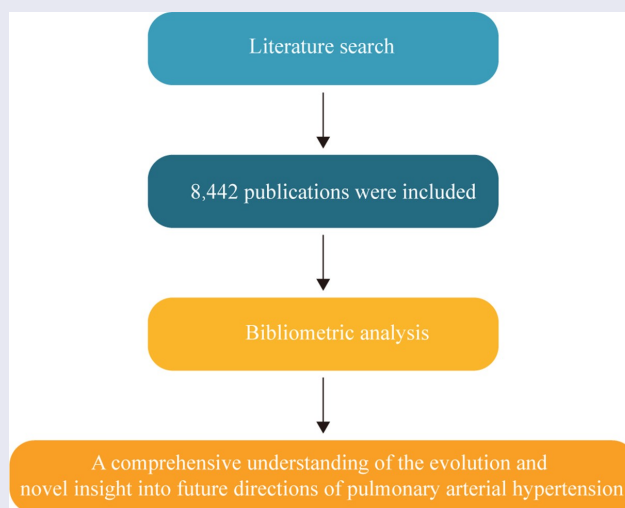 Literature search
8,442 publications were included
Bibliometric analysis
A comprehensive understanding of the evolution and
novel insight into future directions of pulmonary arterial hypertension